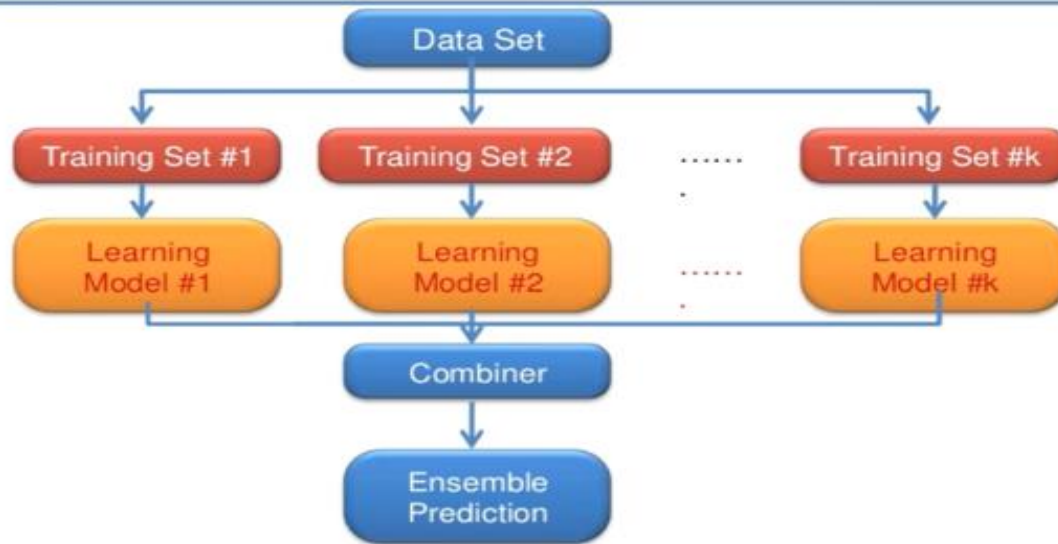 Data Set
Training Set #1
Training Set #2
.......
Training Set #k
Learning
Model #1
Learning
Model #2
.......
Learning
Model #k
Combiner
Ensemble
Prediction